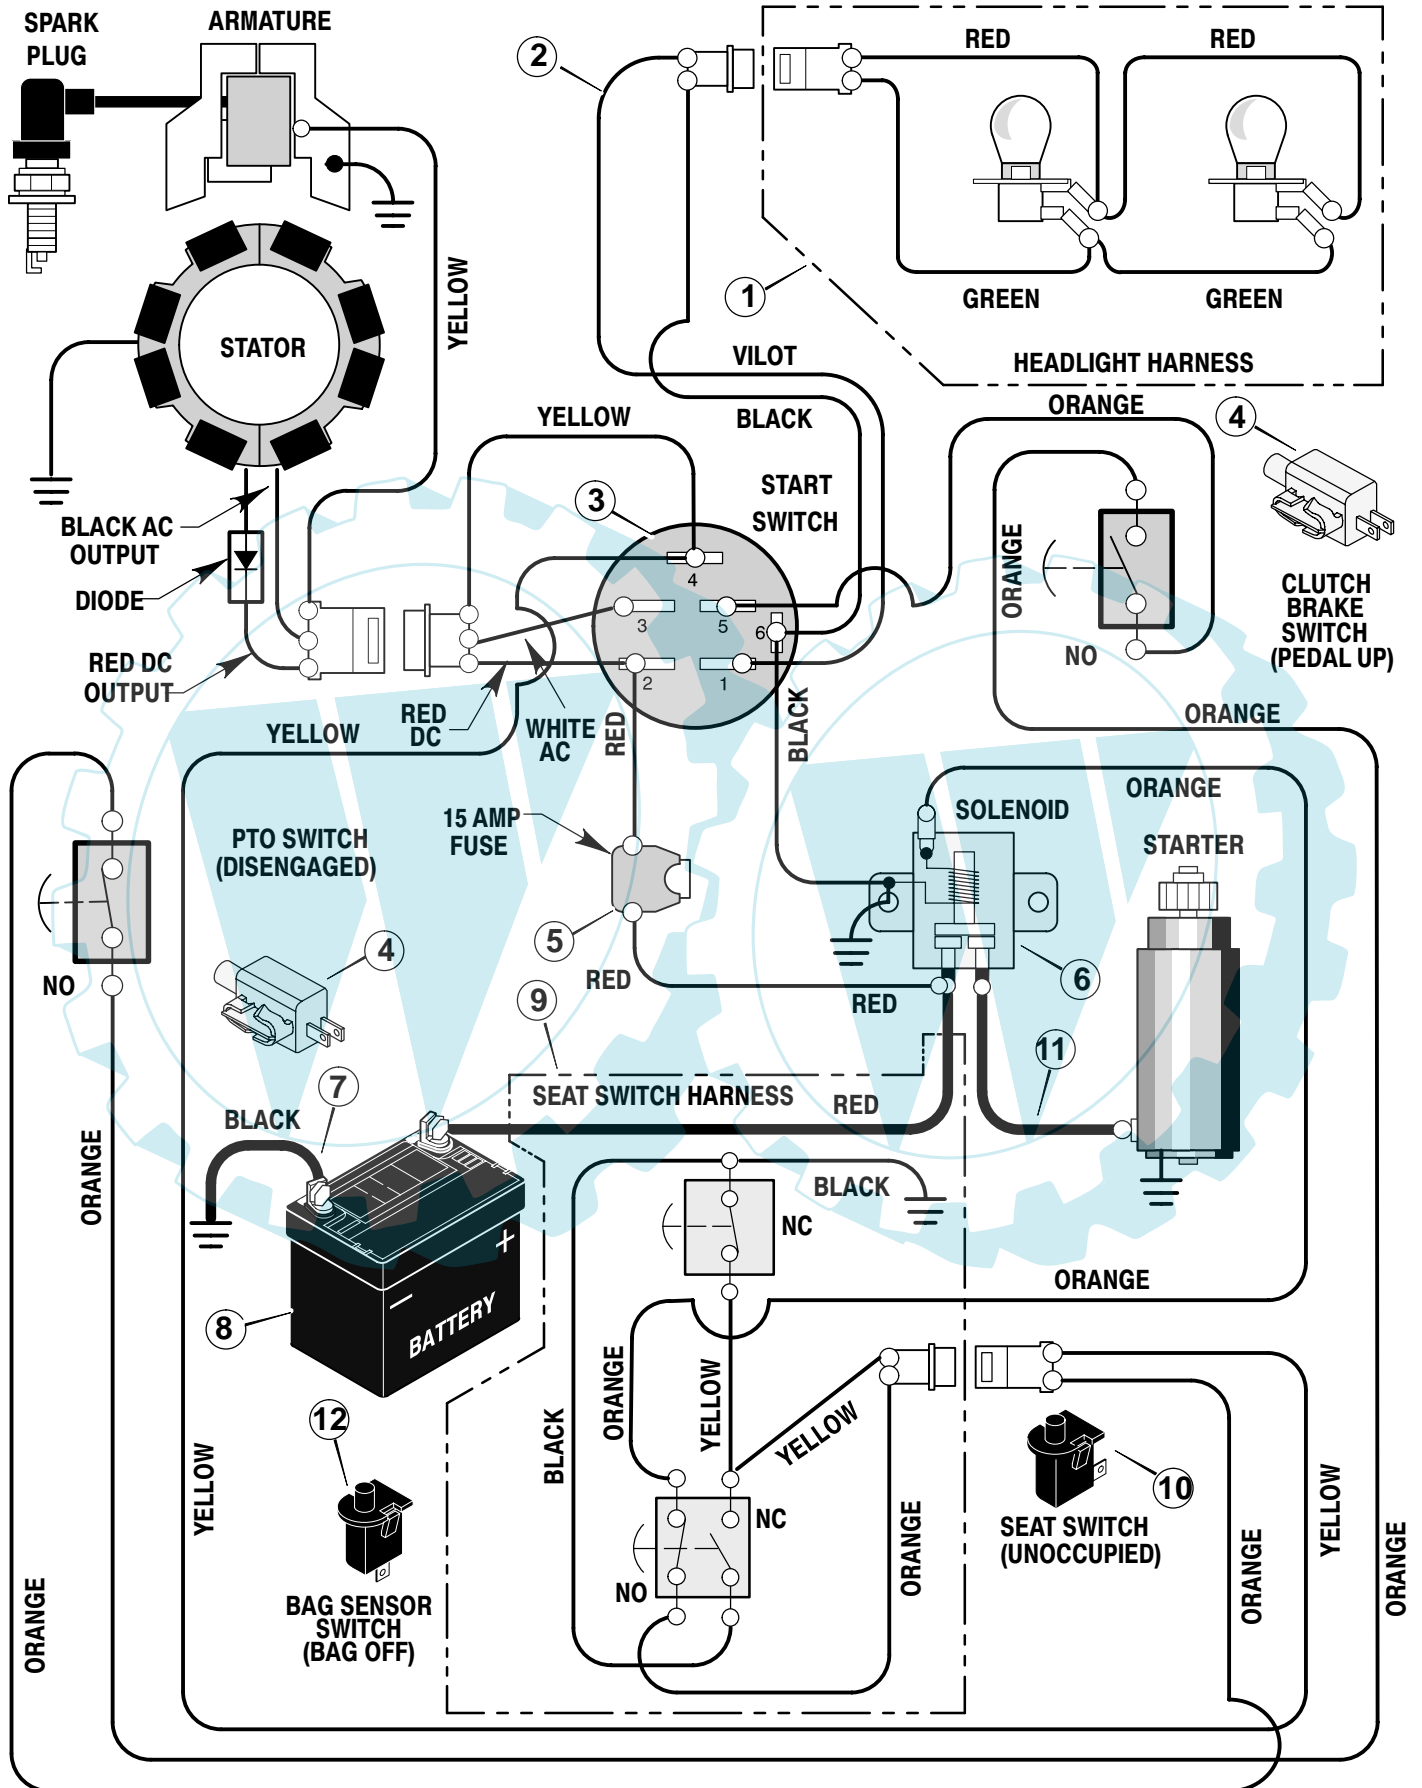 SPARK
PLUG
ARMATURE
2
RED
RED
1
GREEN
GREEN
HEADLIGHT HARNESS
YELLOW
STATOR
VILOT
BLACK
YELLOW
ORANGE
4
START
SWITCH
3
BLACK AC
OUTPUT
DIODE
RED DC
OUTPUT
4
3
5
6
2
1
ORANGE
CLUTCH
BRAKE
SWITCH
(PEDAL UP)
NO
YELLOW
RED
DC
WHITE
AC
RED
BLACK
ORANGE
ORANGE
PTO SWITCH
(DISENGAGED)
15 AMP
FUSE
SOLENOID
STARTER
NO
4
5
RED
9
RED
6
11
7
SEAT SWITCH HARNESS
RED
BLACK
ORANGE
BLACK
NC
+
–
BATTERY
8
ORANGE
ORANGE
YELLOW
YELLOW
BLACK
12
YELLOW
NC
NO
ORANGE
10
SEAT SWITCH
(UNOCCUPIED)
YELLOW
ORANGE
ORANGE
BAG SENSOR
SWITCH
(BAG OFF)
ORANGE